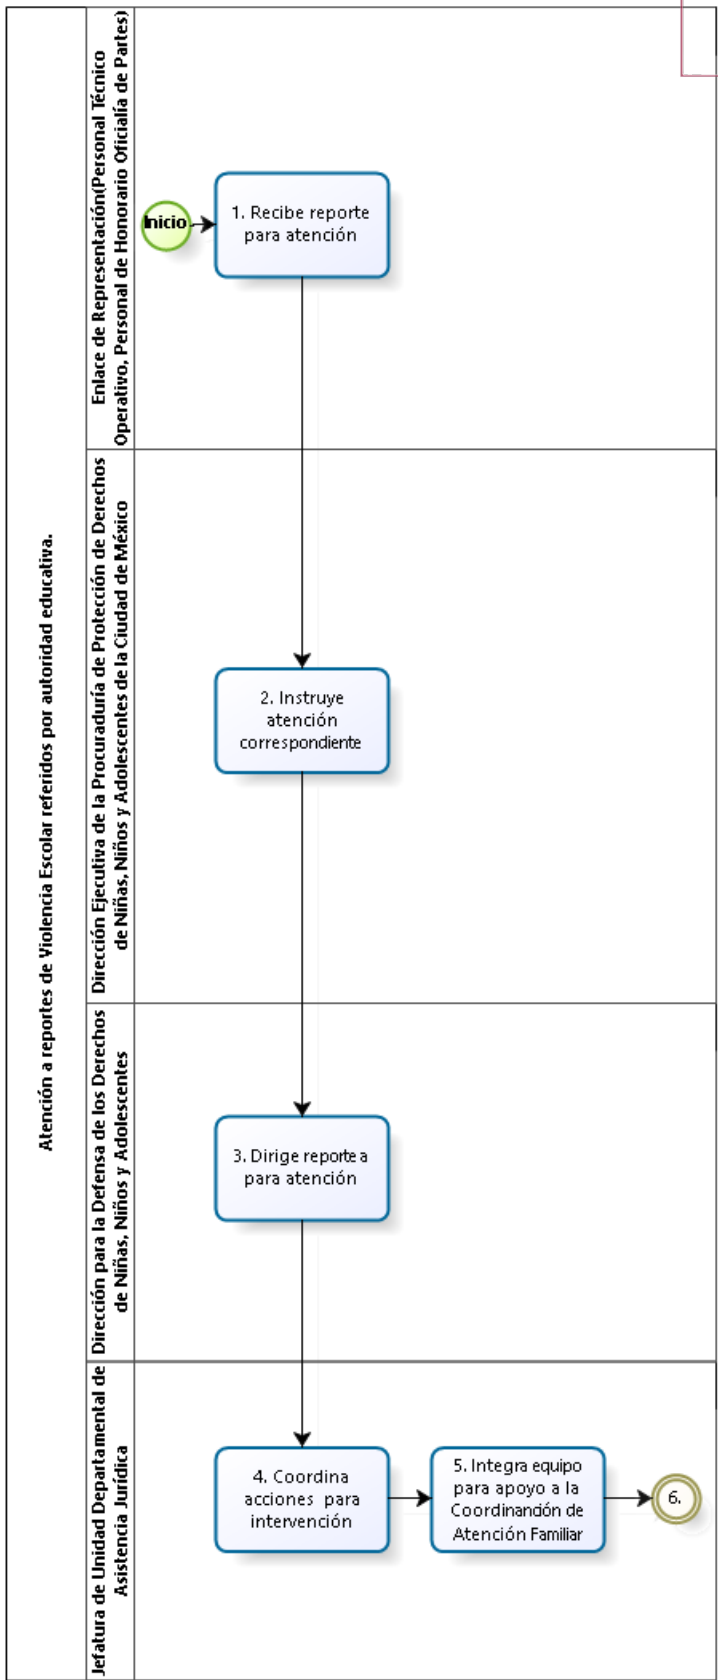 Atención a reportes de Violencia Escolar referidos por autoridad educativa.
Enlace de Representación(Personal Técnico
Operativo, Personal de Honorario Oficialía de Partes)
Inicio
1. Recibe reporte
para atención
Dirección Ejecutiva de la Procuraduría de Protección de Derechos
de Niñas, Niños y Adolescentes de la Ciudad de México
2. Instruye
atención
correspondiente
Dirección para la Defensa de los Derechos
de Niñas, Niños y Adolescentes
3. Dirige reporte a
para atención
Jefatura de Unidad Departamental de
Asistencia Jurídica
4. Coordina
acciones para
intervención
5. Integra equipo
para apoyo a la
Coordinanción de
Atención Familiar
6.